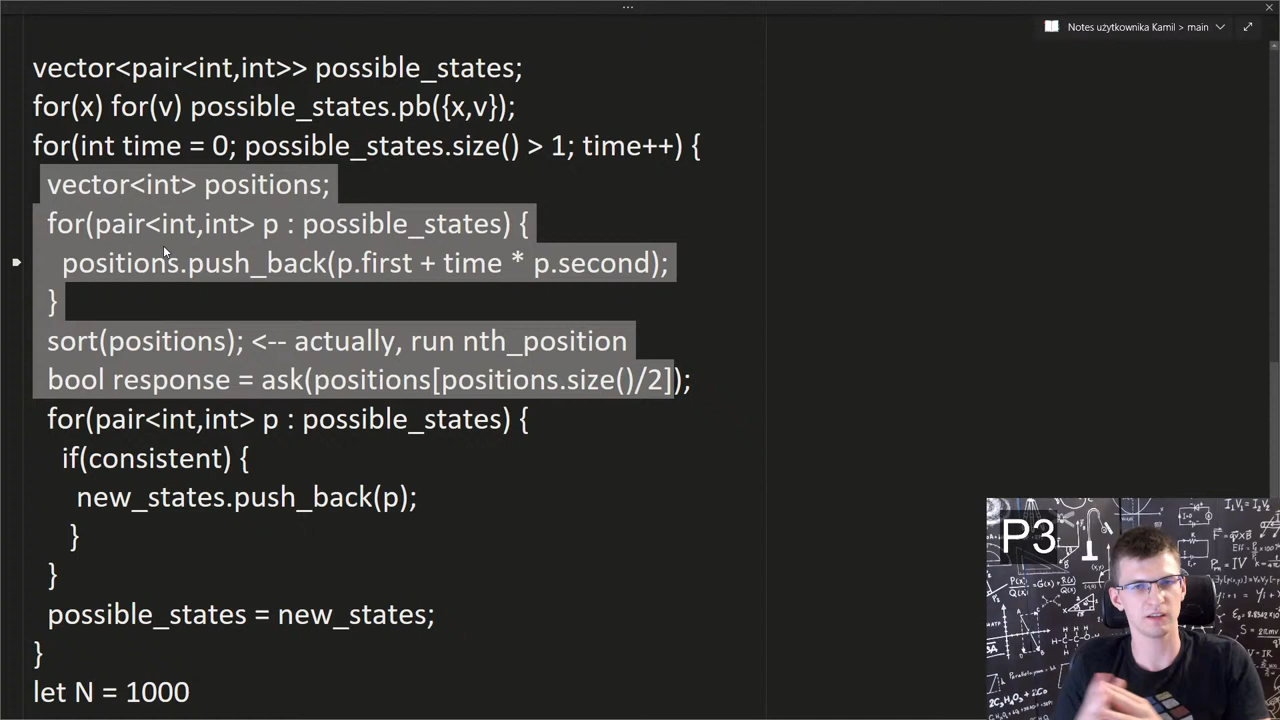 Notes użytkownika Kamil > main
vector<pair<int,int>> possible_states;
for(x) for(v) possible_states.pb({x,v});
for(int time = 0; possible_states.size() > 1; time++) {
vector<int> positions;
for(pair<int,int> p : possible_states) {
positions.push_back(p.first + time * p.second);
}
sort(positions); <-- actually, run nth_position
bool response = ask(positions[positions.size()/2]);
for(pair<int,int> p : possible_states) {
if(consistent) {
new_states.push_back(p);
}
}
possible_states = new_states;
}
let N = 1000
P3